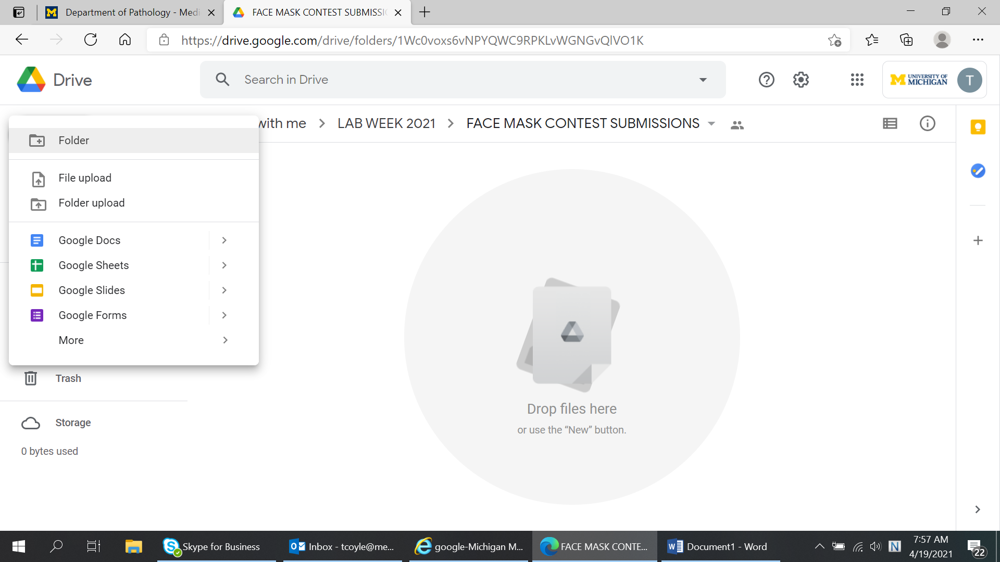 Department of Pathology - Medi
FACE MASK CONTEST SUBMISSI
https://drive.google.com/drive/folders/1Wc0voxs6vNPYQWC9RPKLvWGNGvQlVO1K
Drive
Search in Drive
M UNIVERSITY OF MICHIGAN
T
with me > LAB WEEK 2021 > FACE MASK CONTEST SUBMISSIONS
Folder
File upload
Folder upload
Google Docs
Google Sheets
Google Slides
Google Forms
More
Trash
Storage
0 bytes used
Drop files here
or use the “New” button.
Skype for Business
Inbox - tcoyle@me...
google-Michigan M...
FACE MASK CONTE...
Document1 - Word
N
7:57 AM
4/19/2021
22